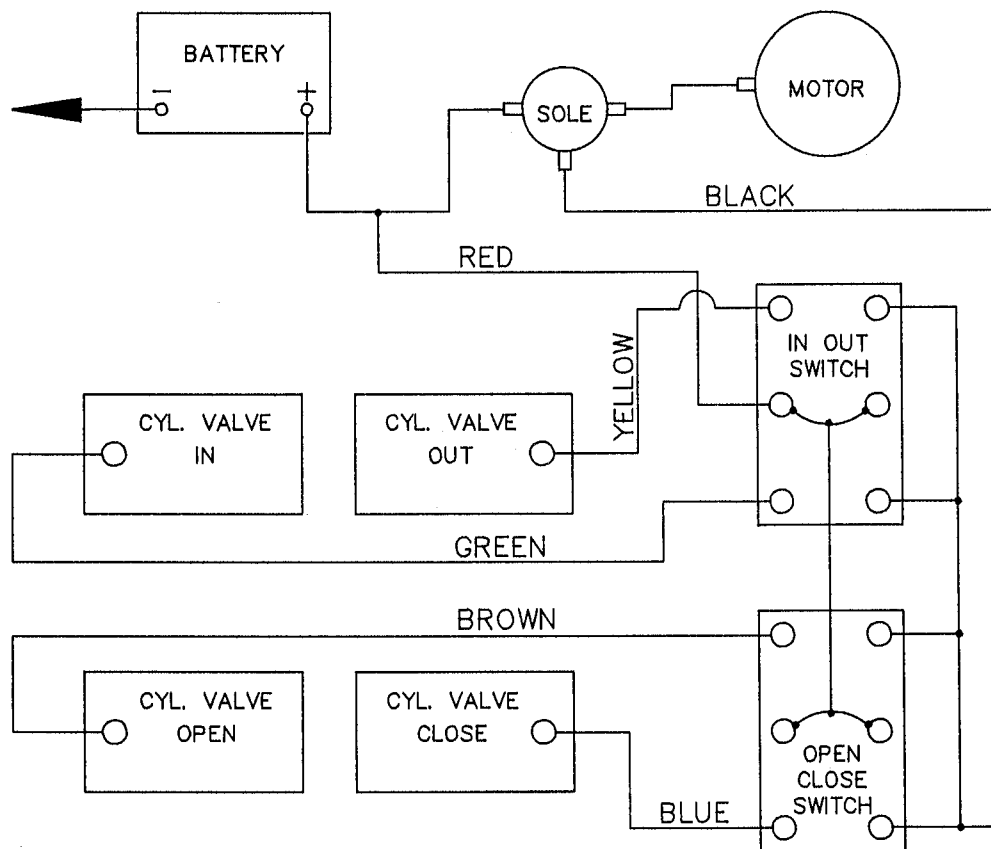 BATTERY
- +
SOLE
MOTOR
BLACK
RED
IN OUT
SWITCH
YELLOW
CYL. VALVE
IN
CYL. VALVE
OUT
GREEN
BROWN
CYL. VALVE
OPEN
CYL. VALVE
CLOSE
OPEN
CLOSE
SWITCH
BLUE